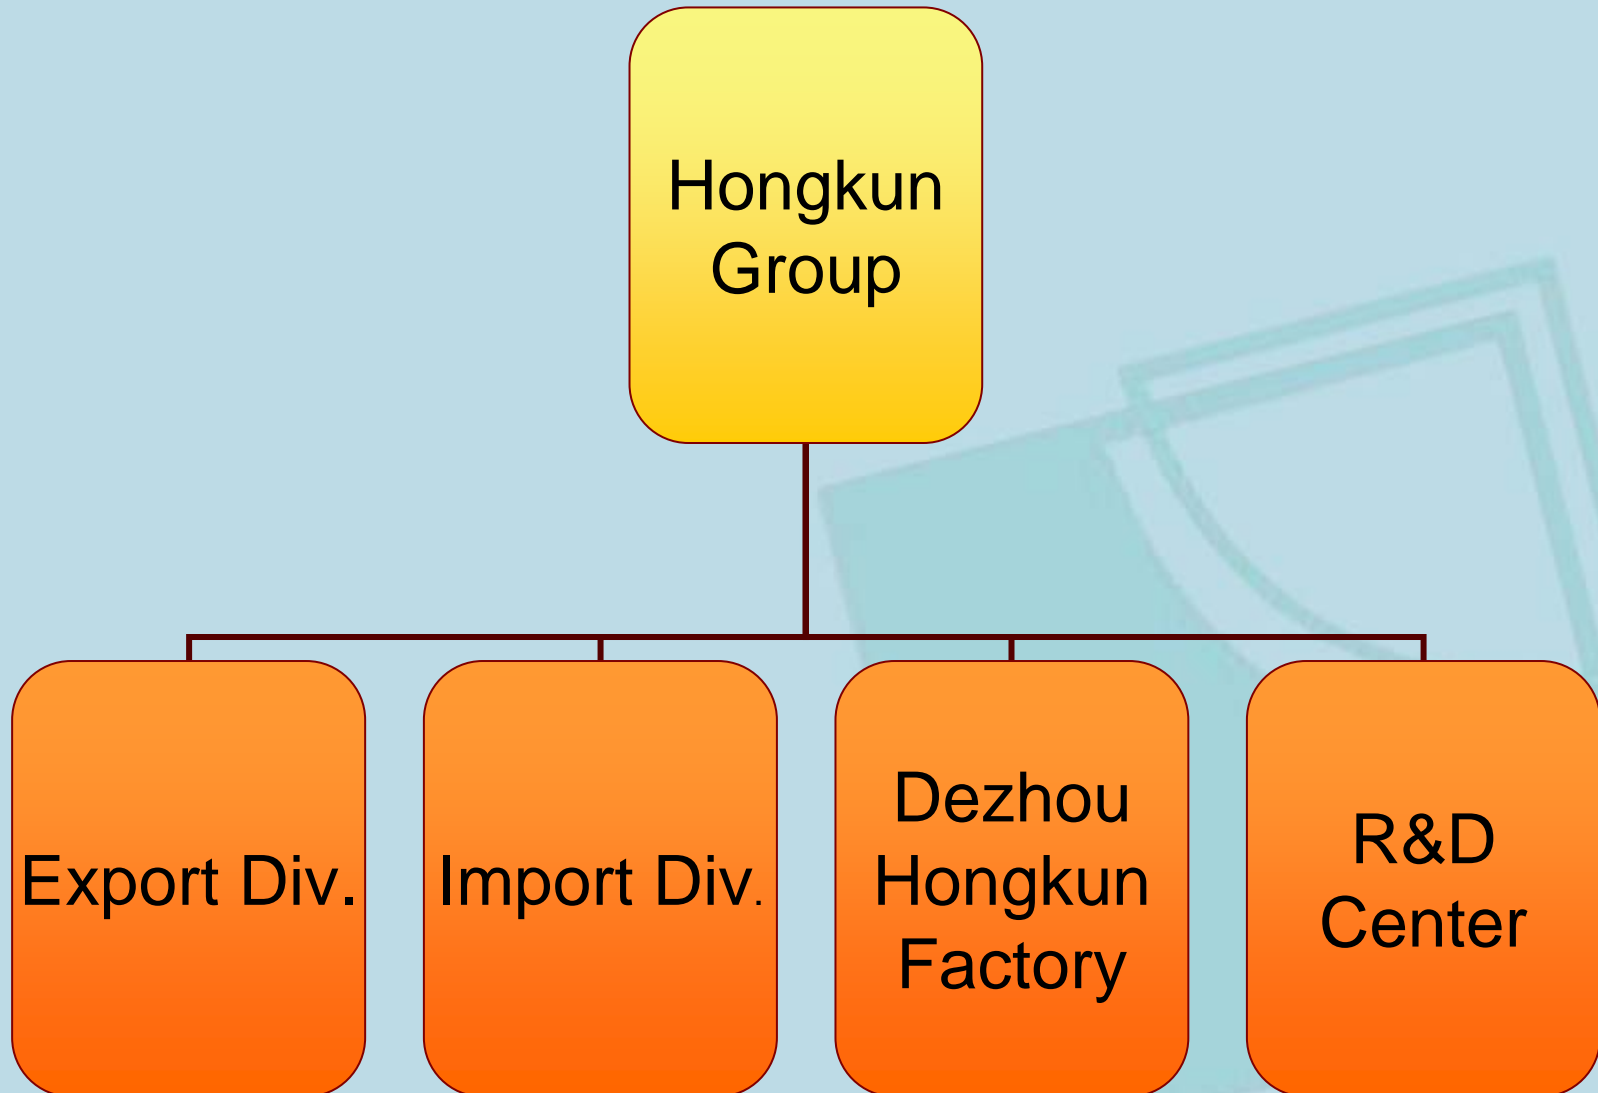 Hongkun
Group
Export Div.
Import Div.
Dezhou
Hongkun
Factory
R&D
Center